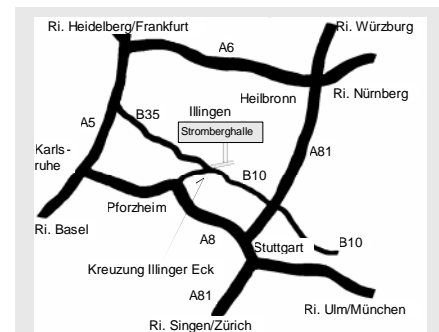 Ri. Heidelberg/Frankfurt
Ri. Würzburg
A6
Ri. Nürnberg
Heilbronn
Illingen
B35
A5
Stromberghalle
Karls-
ruhe
A81
B10
Pforzheim
Ri. Basel
A8
Stuttgart
B10
Kreuzung Illinger Eck
A81
Ri. Ulm/München
Ri. Singen/Zürich